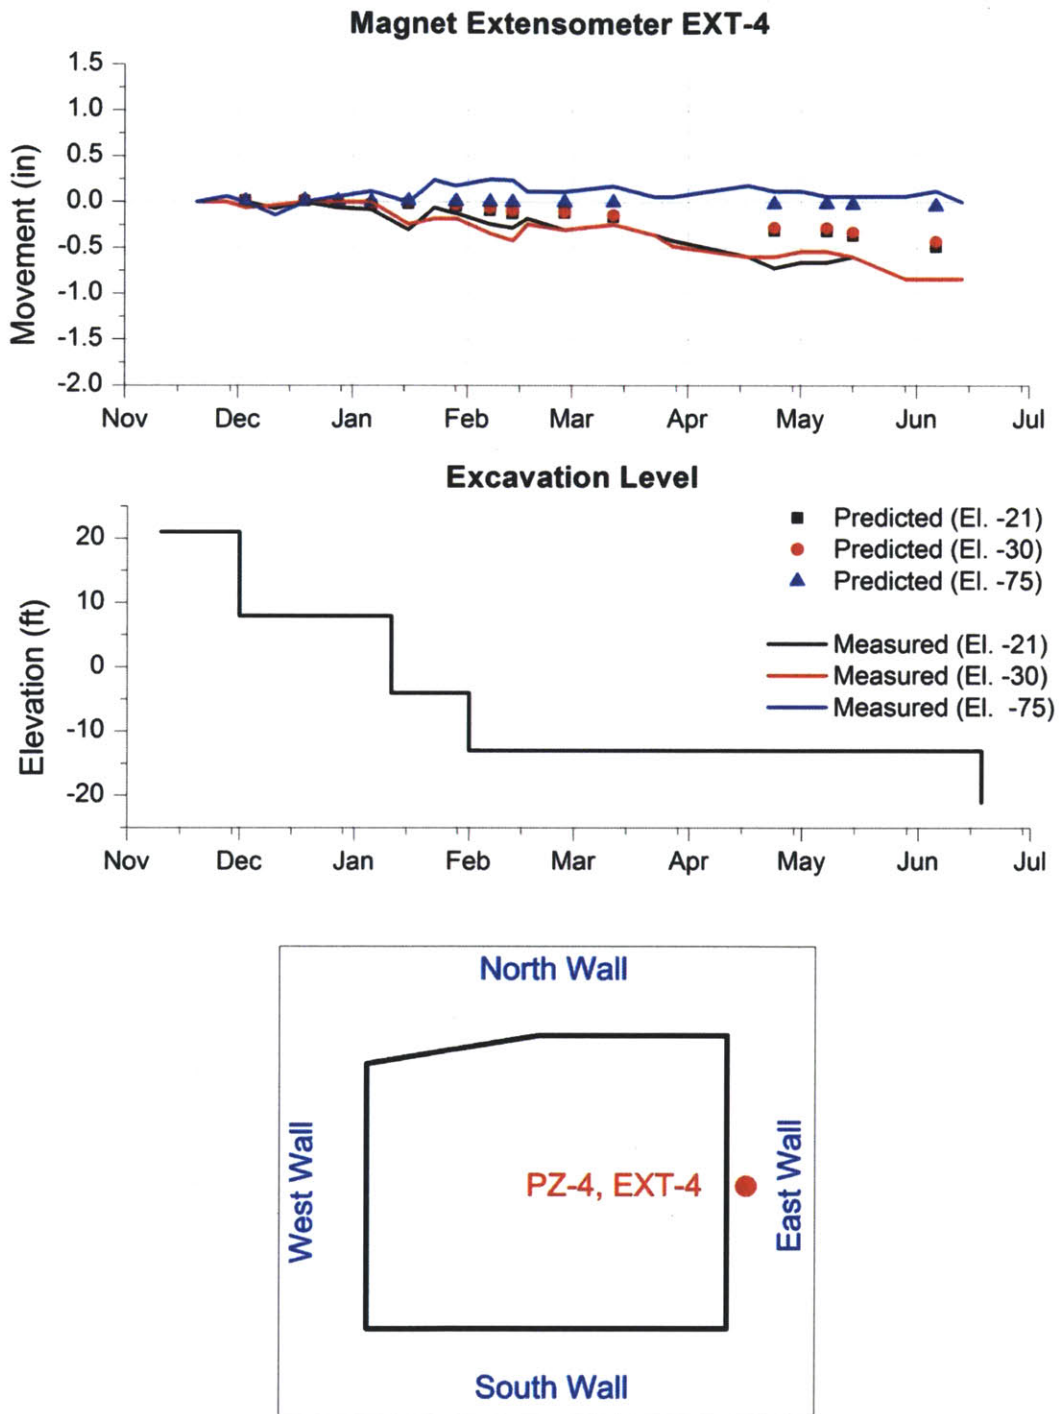 Magnet Extensometer EXT-4
Movement (in)
1.5
1.0
0.5
0.0
-0.5
-1.0
-1.5
-2.0
Nov Dec Jan Feb Mar Apr May Jun Jul
Excavation Level
Elevation (ft)
20
10
0
-10
-20
Predicted (El. -21)
Predicted (El. -30)
Predicted (El. -75)
Measured (El. -21)
Measured (El. -30)
Measured (El. -75)
Nov Dec Jan Feb Mar Apr May Jun Jul
North Wall
West Wall
PZ-4, EXT-4
East Wall
South Wall